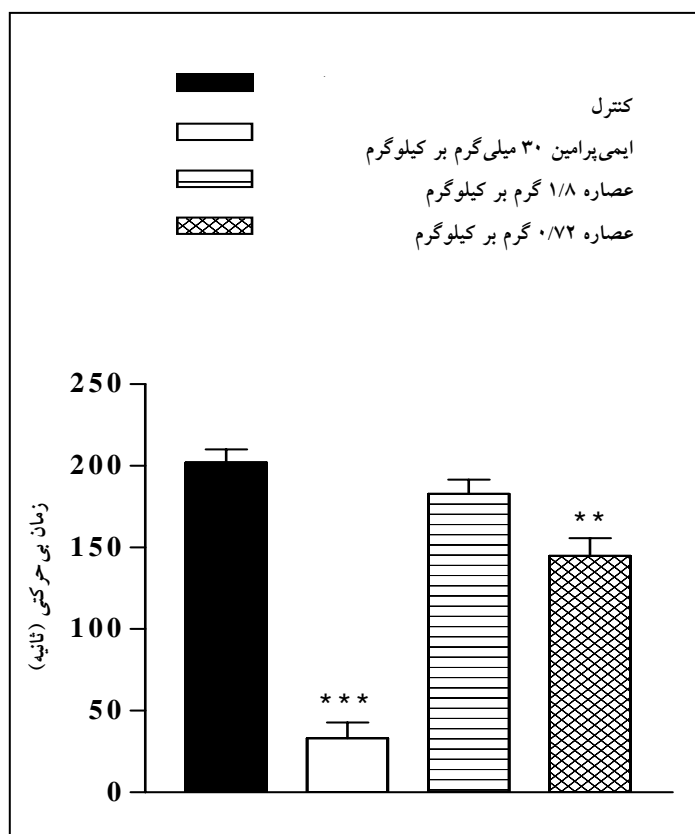 کنترل
ایمی‌پرامین ۳۰ میلی‌گرم بر کیلوگرم
عصاره ۱/۸ گرم بر کیلوگرم
عصاره ۰/۷۲ گرم بر کیلوگرم
250
200
**
150
100
***
50
0
زمان بی حرکتی (ثانیه)